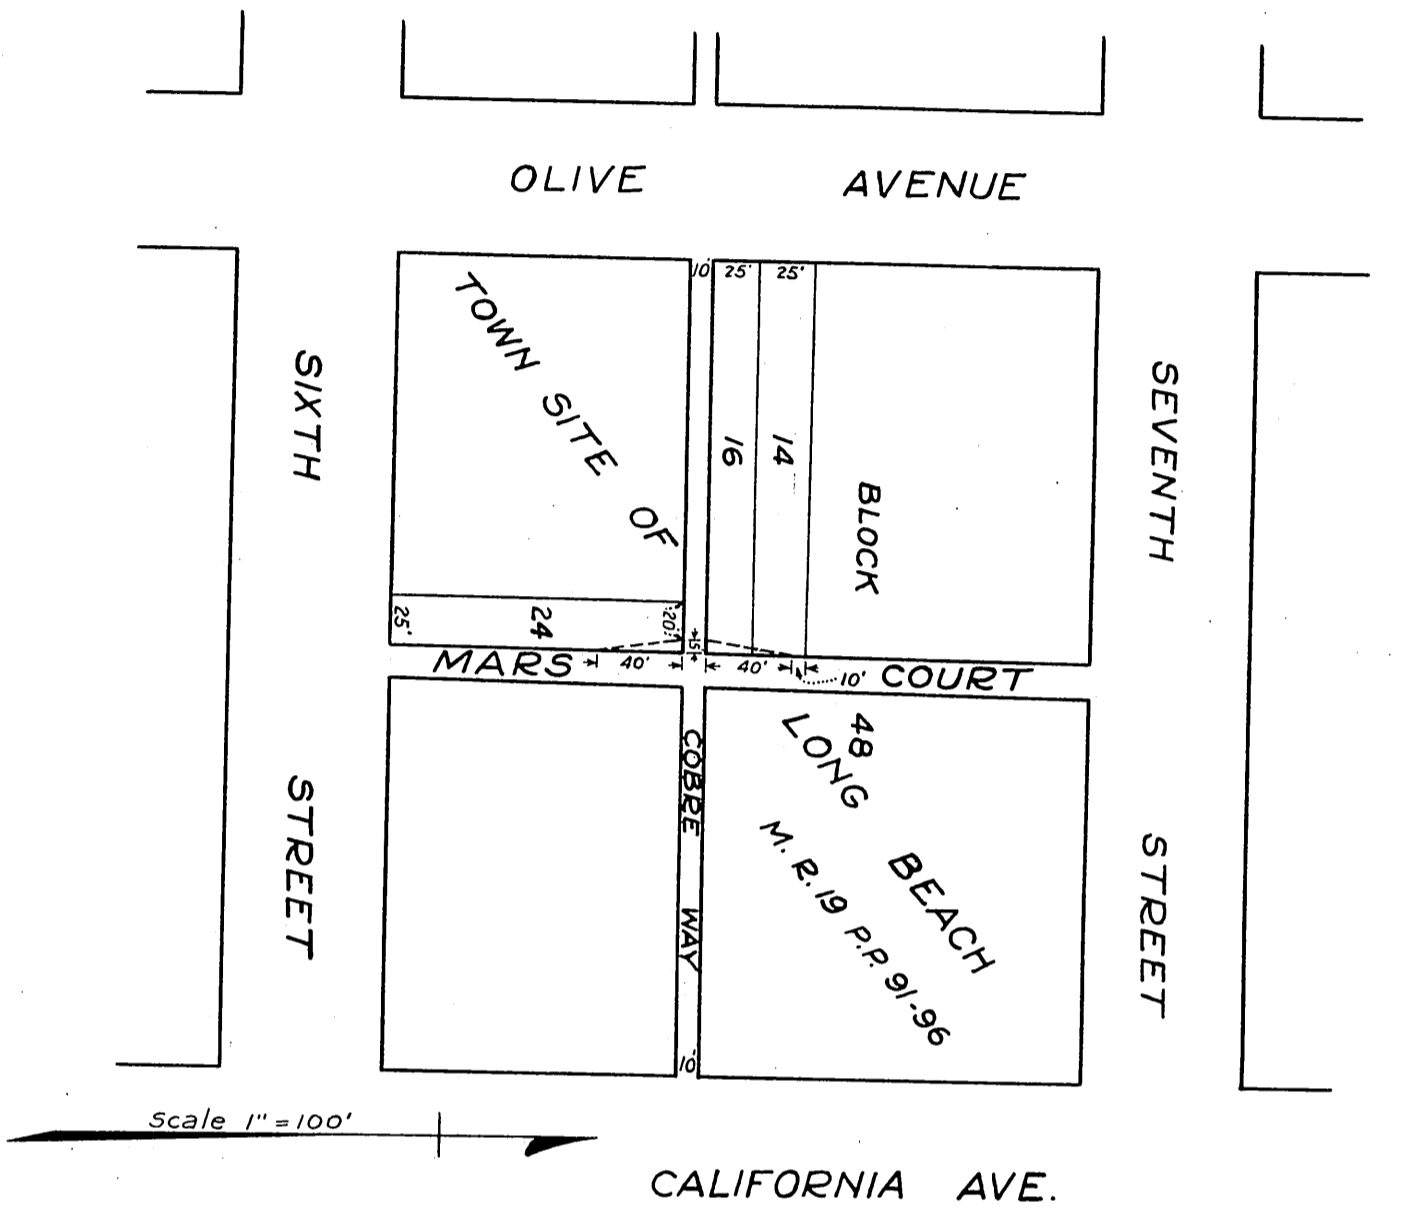 OLIVE AVENUE
10' 25' 25'
TOWN SITE OF
SIXTH
SEVENTH
16
14
BLOCK
25'
24
20'
15'
MARS 40' 40' 10' COURT
48
LONG
BEACH
COBRE WAY
M. R. 19 P.P. 91-96
STREET
STREET
10'
Scale 1" = 100'
CALIFORNIA AVE.